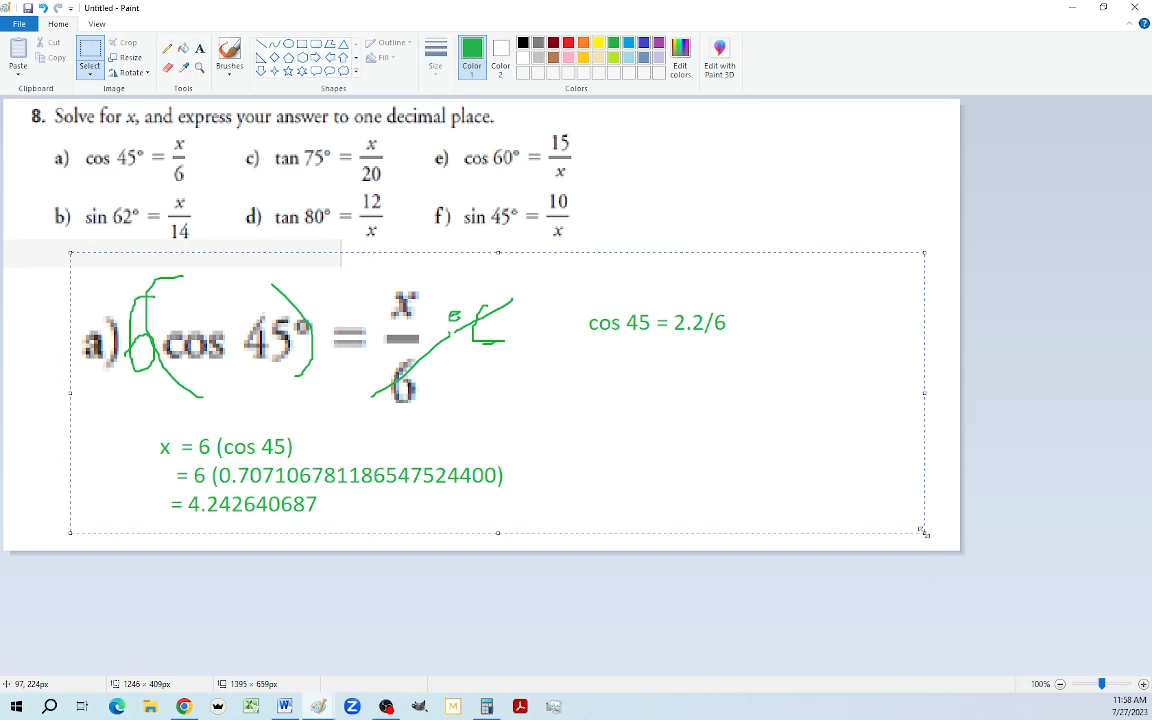 Untitled - Paint
File Home View
Paste Cut Copy Select Crop Resize Rotate Brushes Outline Fill Size Color 1 Color 2 Edit colors Edit with Paint 3D
Clipboard Image Tools Shapes Colors
8. Solve for x, and express your answer to one decimal place.
a) cos 45° = x/6 c) tan 75° = x/20 e) cos 60° = 15/x
b) sin 62° = x/14 d) tan 80° = 12/x f) sin 45° = 10/x
a) 6 cos 45° = x/6
cos 45 = 2.2/6
x = 6 (cos 45)
= 6 (0.707106781186547524400)
= 4.242640687
97, 224px 1246 × 409px 1395 × 659px 100%
11:58 AM
7/27/2023